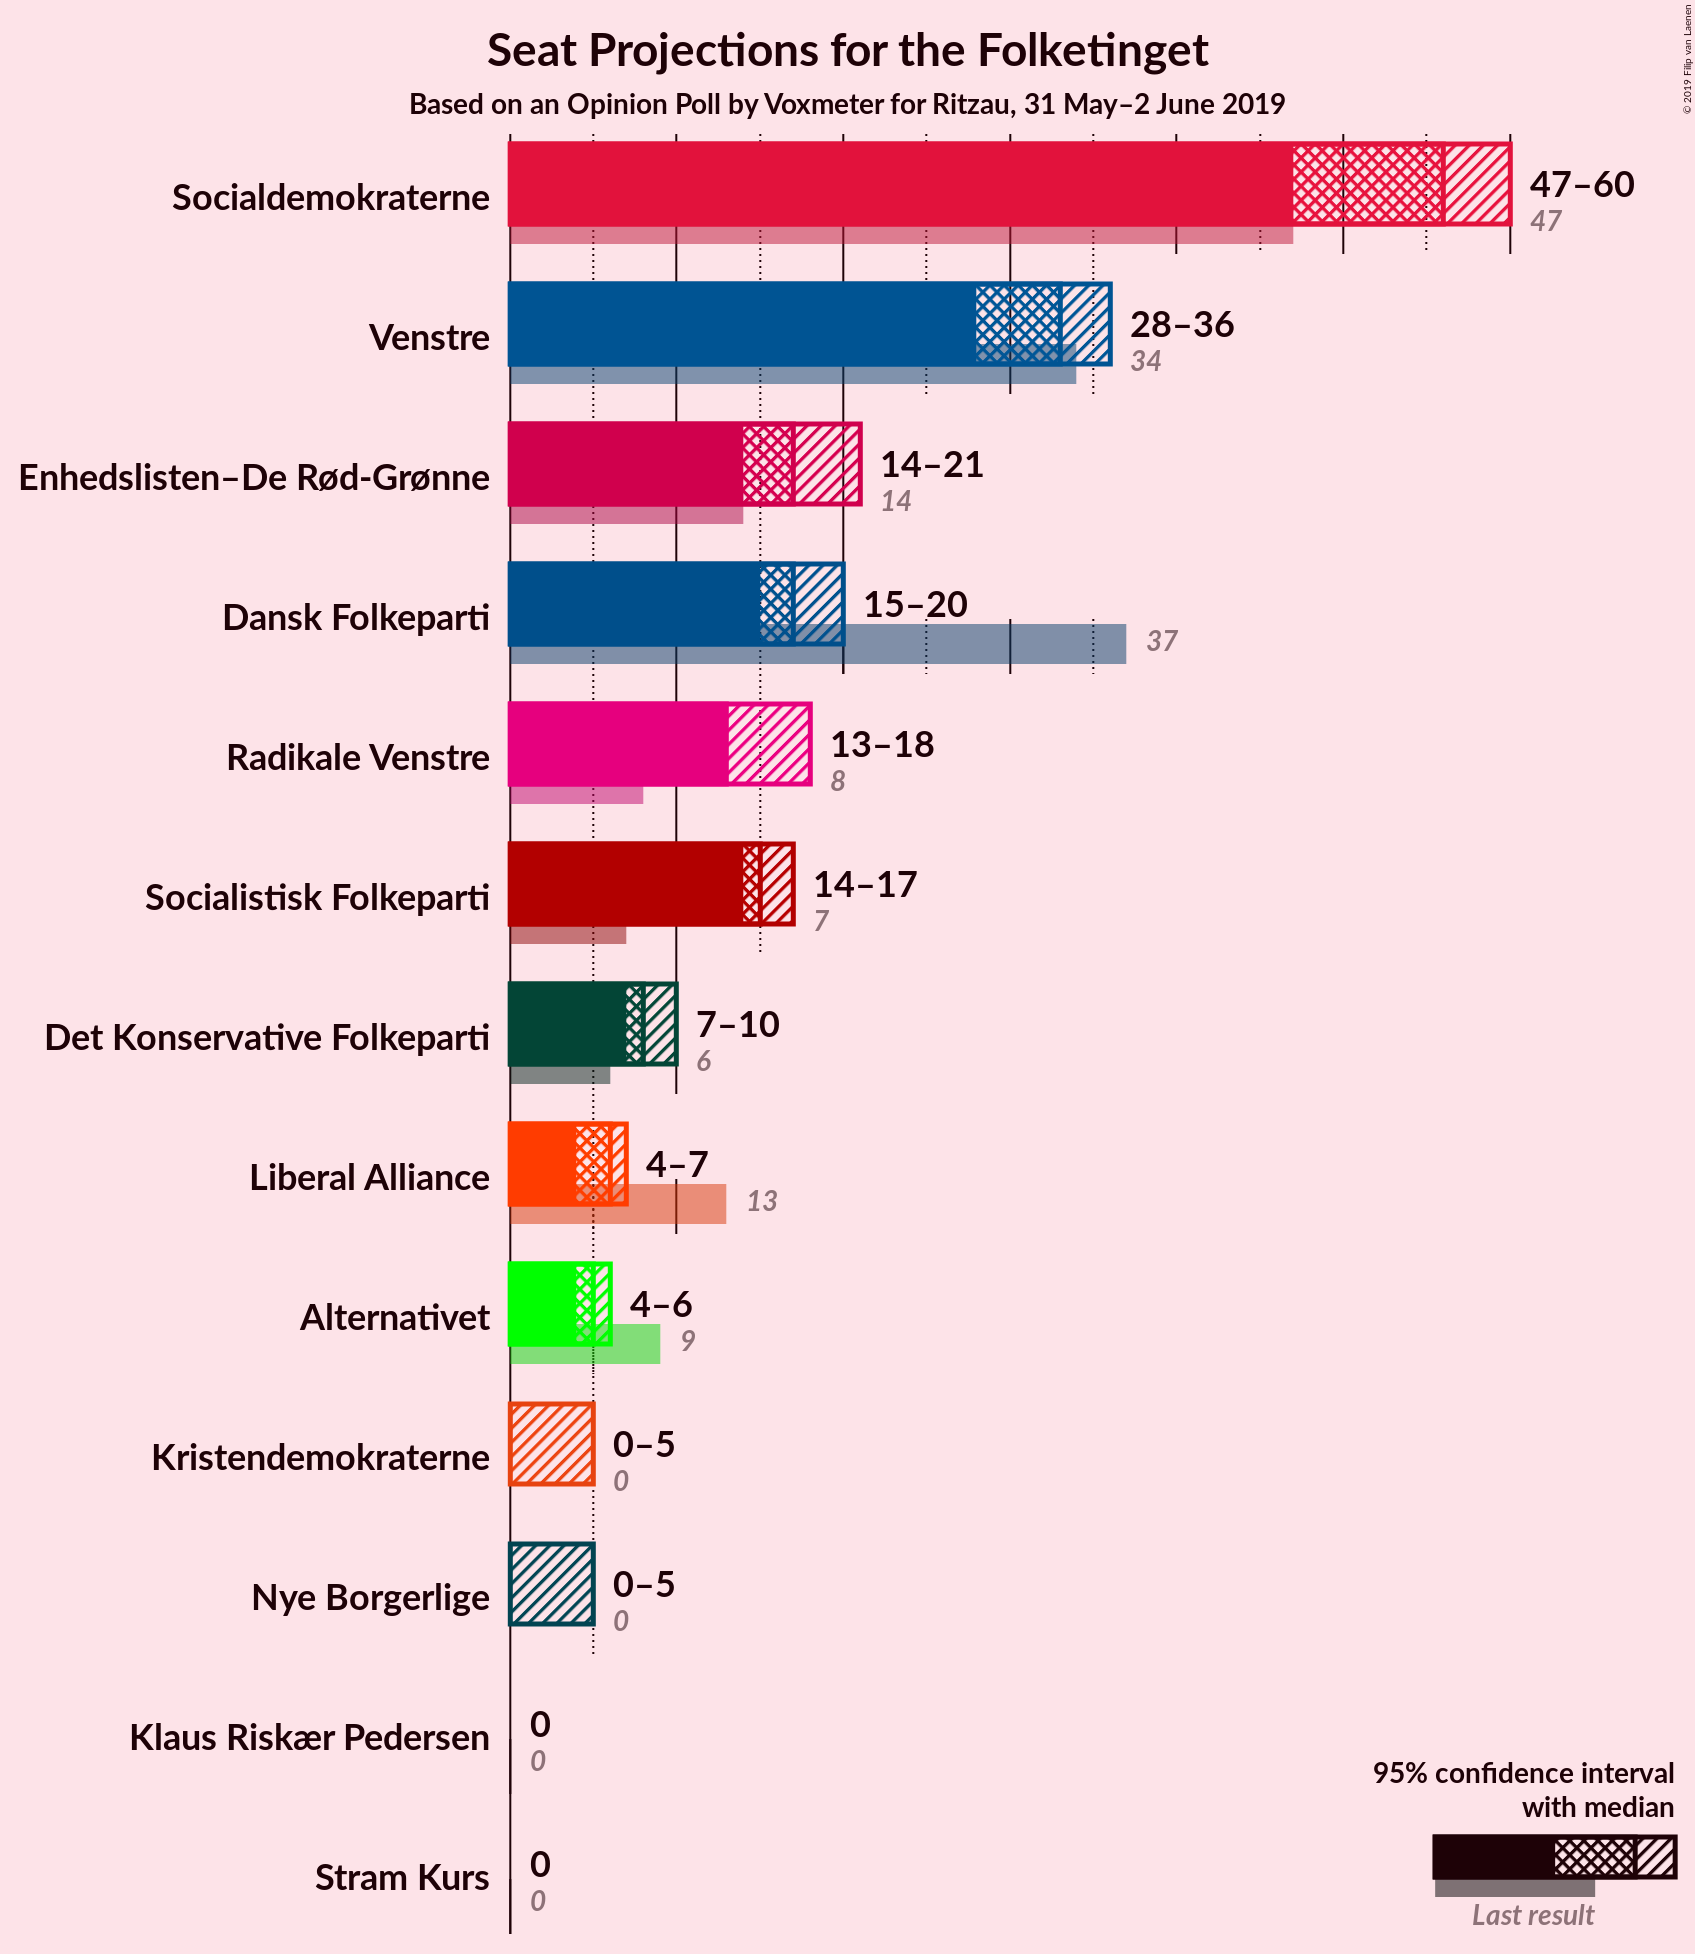 Seat Projections for the Folketinget
Based on an Opinion Poll by Voxmeter for Ritzau, 31 May–2 June 2019
© 2019 Filip van Laenen
Socialdemokraterne
47–60
47
Venstre
28–36
34
Enhedslisten–De Rød-Grønne
14–21
14
Dansk Folkeparti
15–20
37
Radikale Venstre
13–18
8
Socialistisk Folkeparti
14–17
7
Det Konservative Folkeparti
7–10
6
Liberal Alliance
4–7
13
Alternativet
4–6
9
Kristendemokraterne
0–5
0
Nye Borgerlige
0–5
0
Klaus Riskær Pedersen
0
0
Stram Kurs
0
0
95% confidence interval
with median
Last result